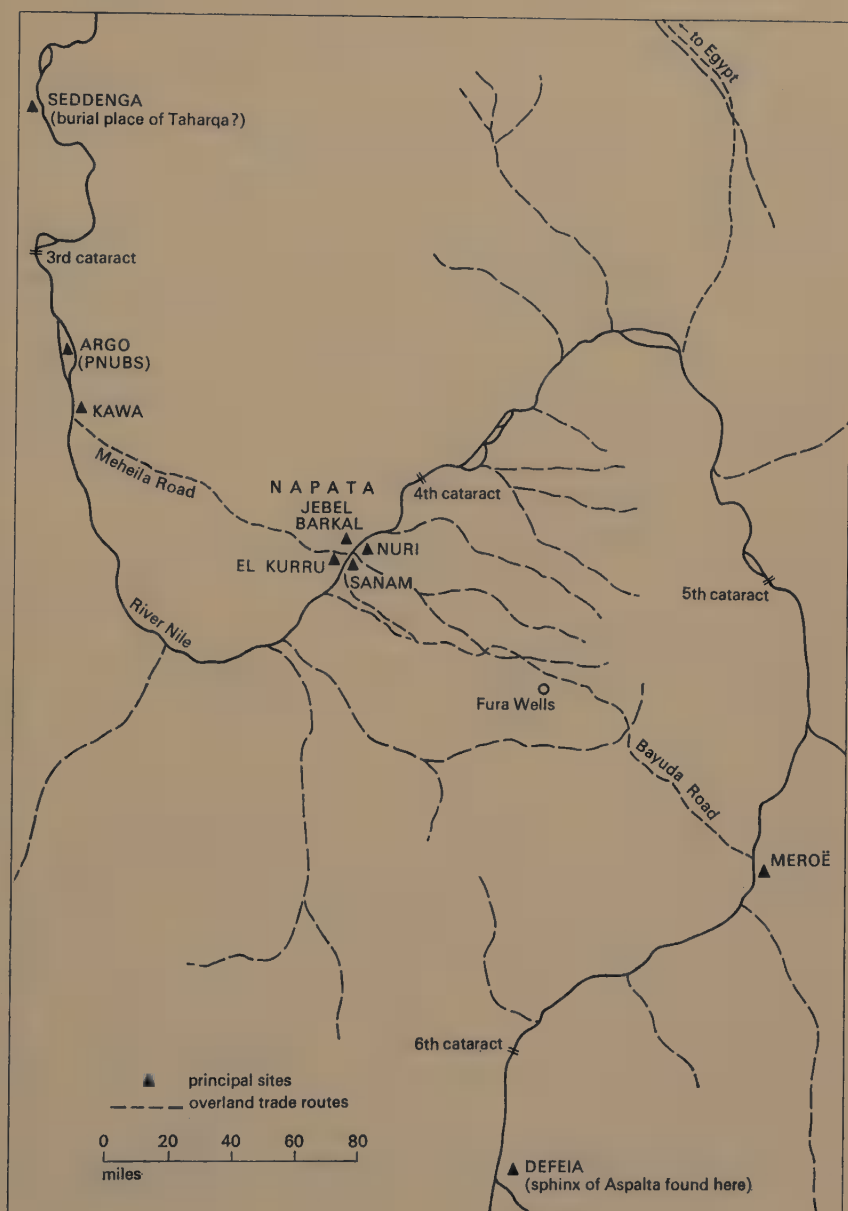 to Egypt
SEDDENGA
(burial place of Taharqa?)
3rd cataract
ARGO
(PNUBS)
KAWA
Meheila Road
NAPATA
JEBEL
BARKAL
4th cataract
NURI
EL KURRU
SANAM
5th cataract
River Nile
Fura Wells
Bayuda Road
MEROË
6th cataract
principal sites
overland trade routes
0 20 40 60 80
miles
DEFEIA
(sphinx of Aspalta found here)